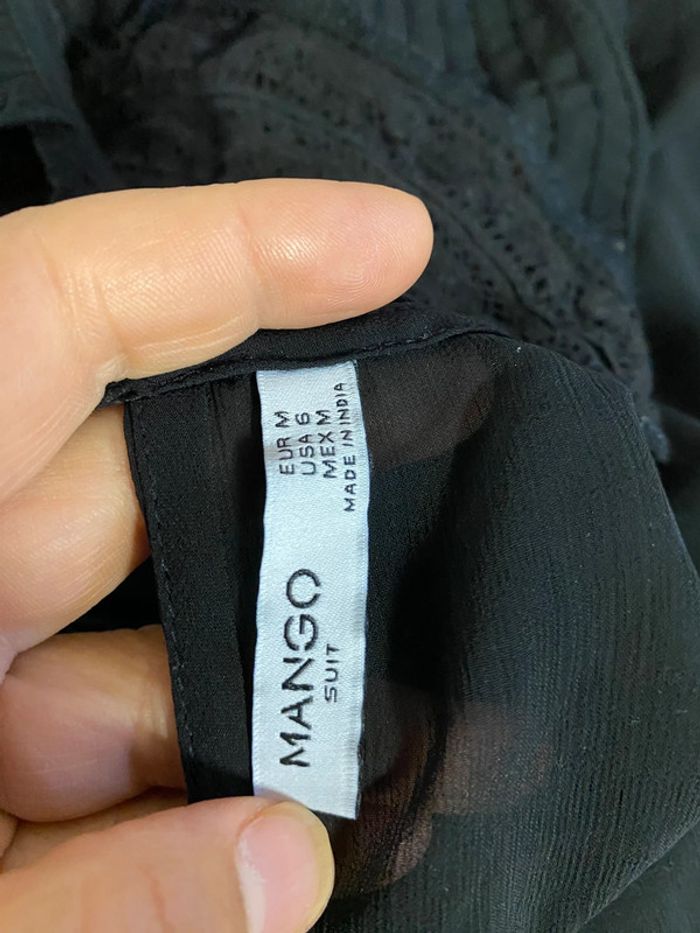 MANGO
SUIT
EUR M
USA 6
MEX M
MADE IN INDIA